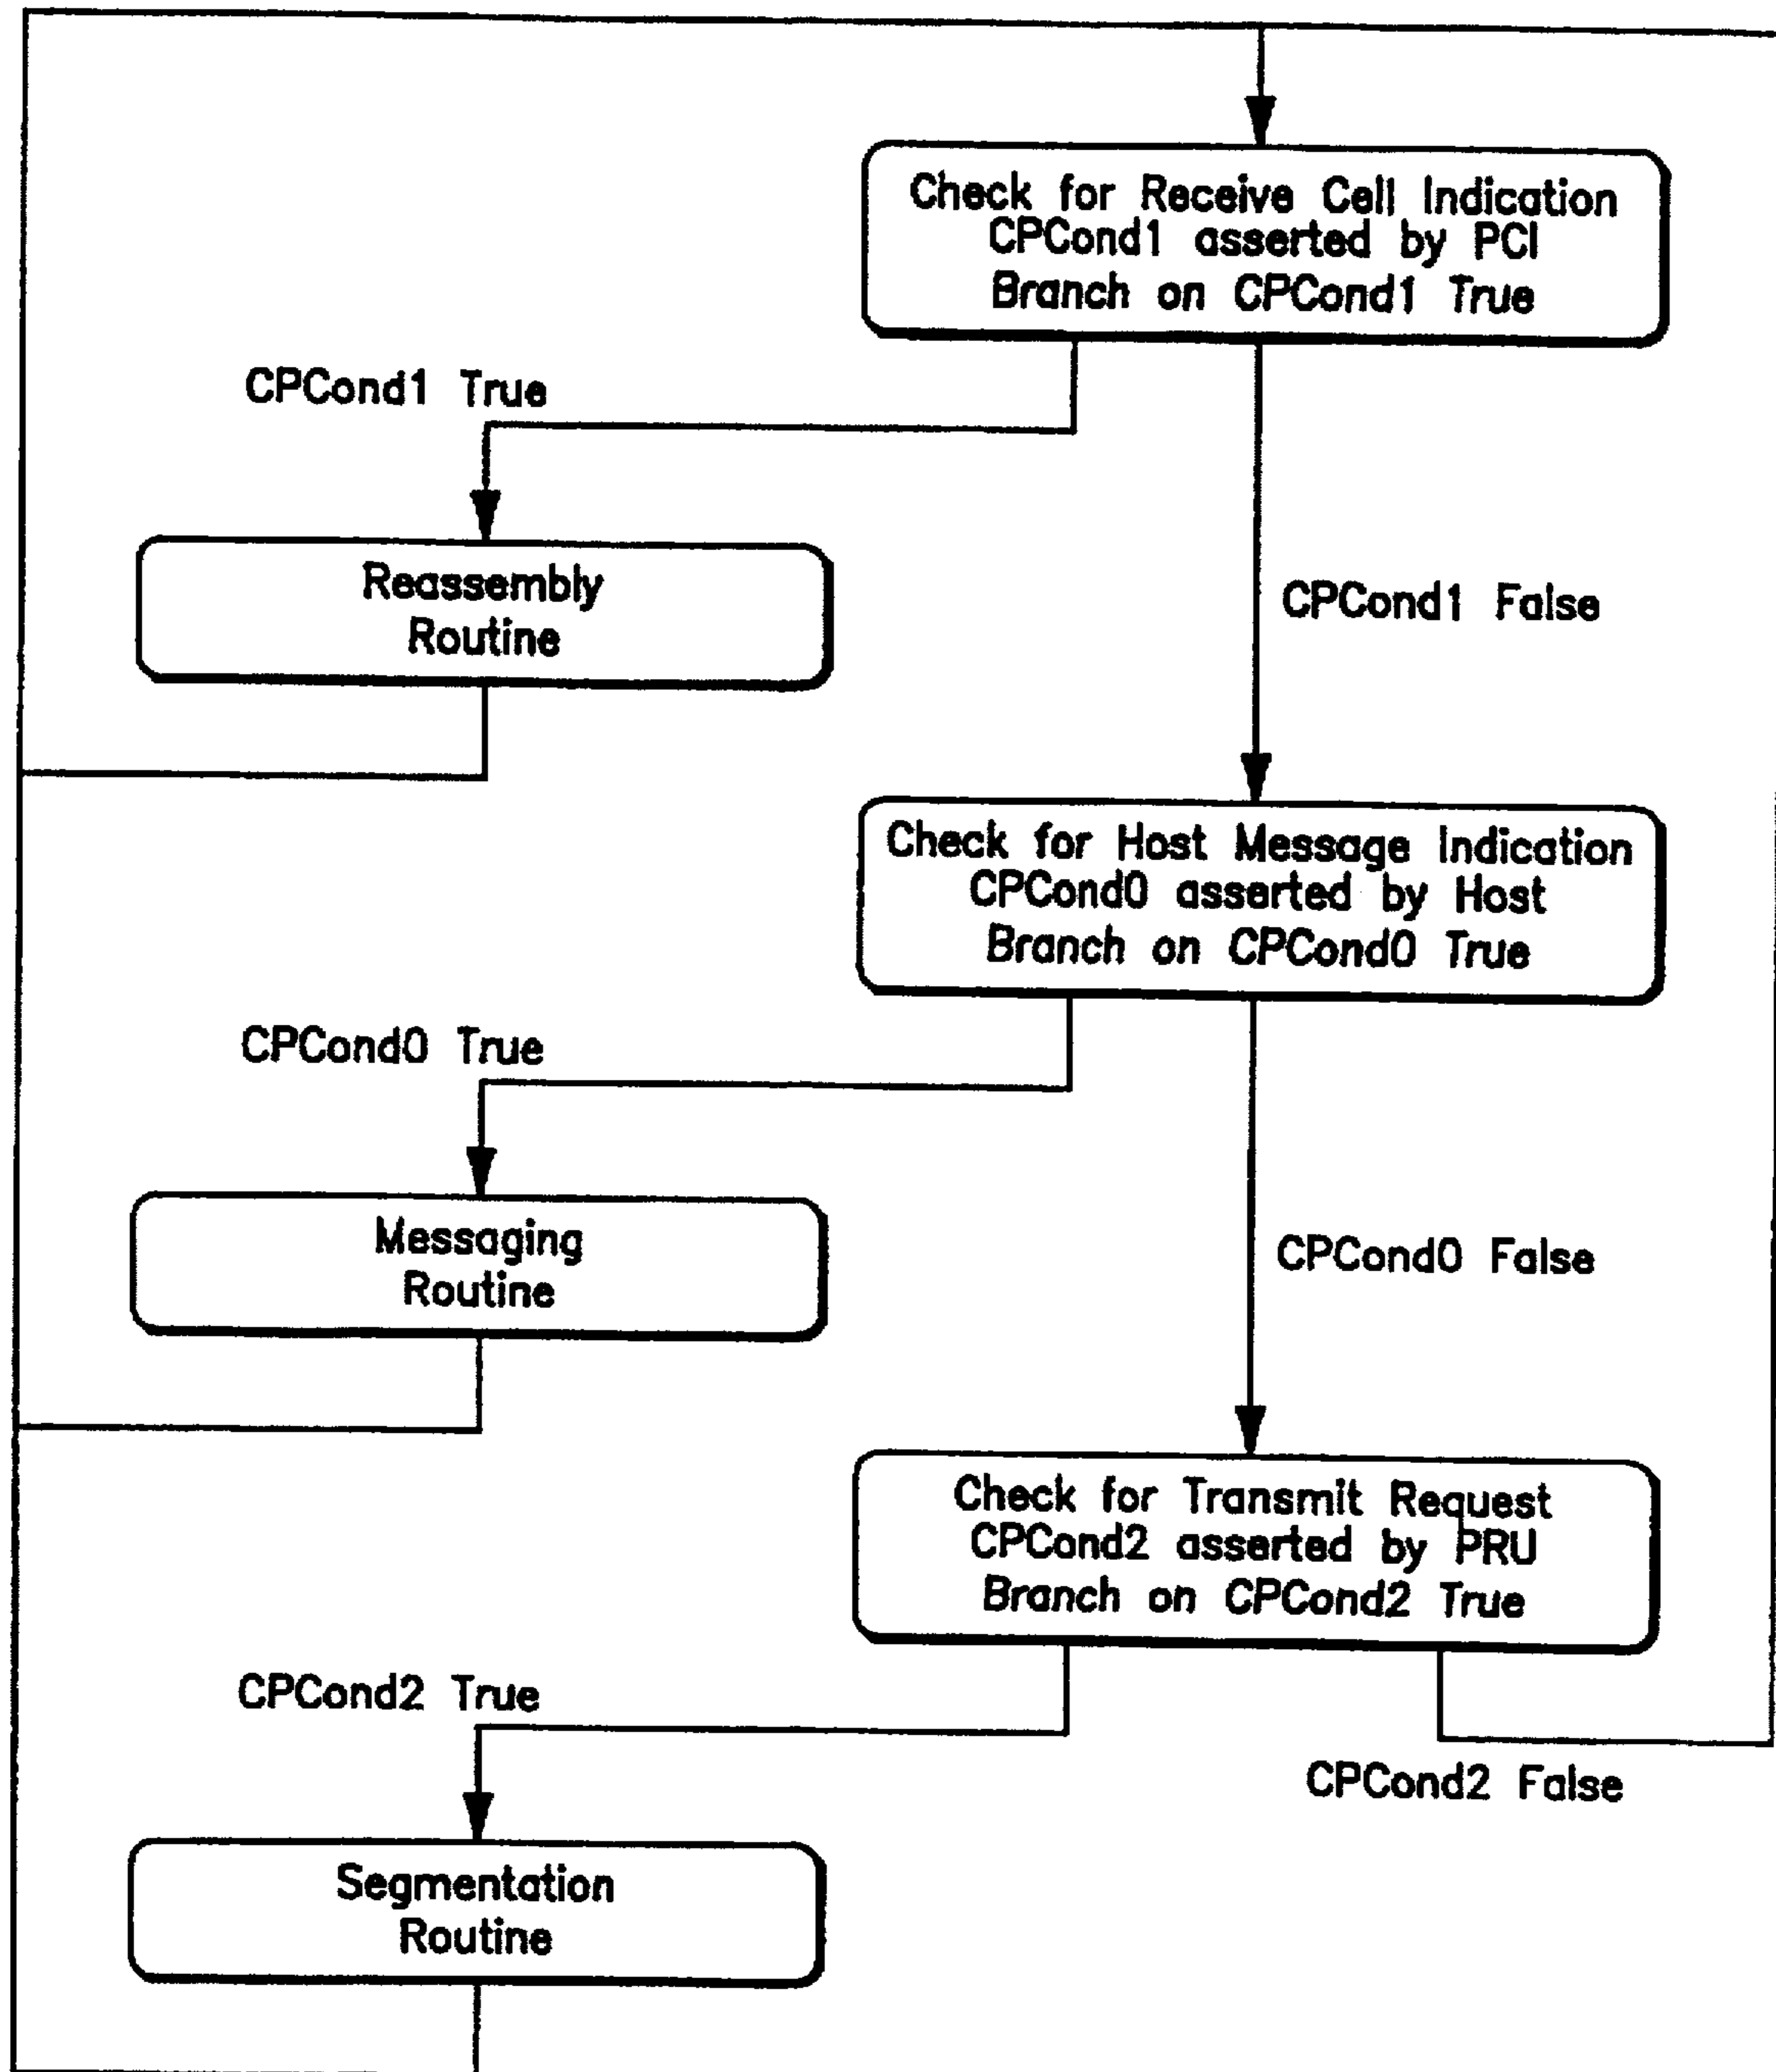 Check for Receive Cell Indication
CPCond1 asserted by PCI
Branch on CPCond1 True
CPCond1 True
Reassembly
Routine
CPCond1 False
Check for Host Message Indication
CPCond0 asserted by Host
Branch on CPCond0 True
CPCond0 True
Messaging
Routine
CPCond0 False
Check for Transmit Request
CPCond2 asserted by PRU
Branch on CPCond2 True
CPCond2 True
CPCond2 False
Segmentation
Routine